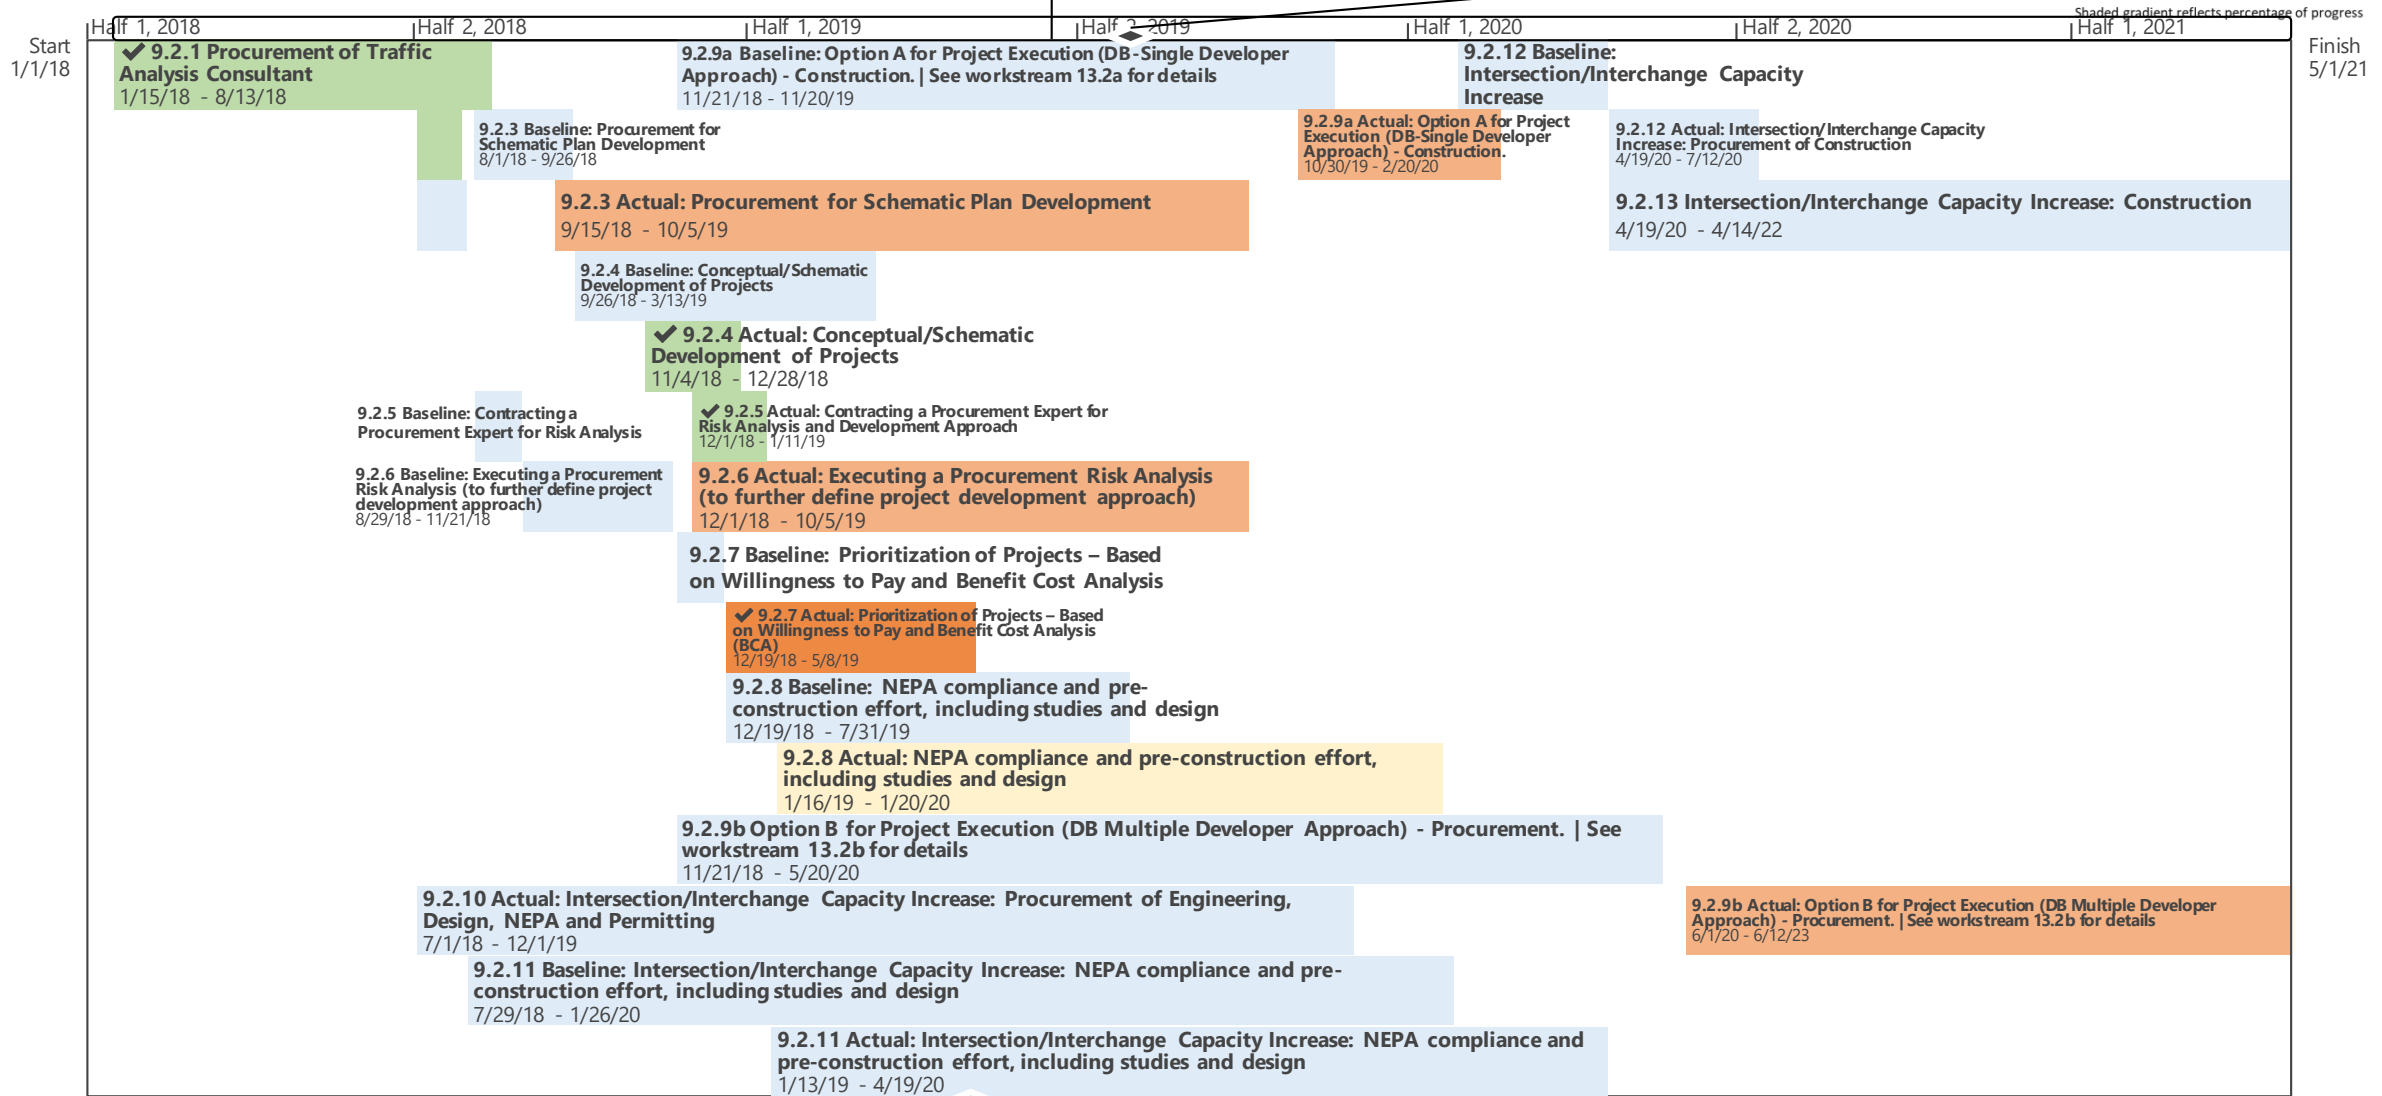 Shaded gradient reflects percentage of progress
Half 1, 2018
Half 2, 2018
Half 1, 2019
Half 2, 2019
Half 1, 2020
Half 2, 2020
Half 1, 2021
Start
1/1/18
Finish
5/1/21
✔ 9.2.1 Procurement of Traffic
Analysis Consultant
1/15/18 - 8/13/18
9.2.9a Baseline: Option A for Project Execution (DB-Single Developer
Approach) - Construction. | See workstream 13.2a for details
11/21/18 - 11/20/19
9.2.12 Baseline:
Intersection/Interchange Capacity
Increase
9.2.3 Baseline: Procurement for
Schematic Plan Development
8/1/18 - 9/26/18
9.2.9a Actual: Option A for Project
Execution (DB-Single Developer
Approach) - Construction.
10/30/19 - 2/20/20
9.2.12 Actual: Intersection/Interchange Capacity
Increase: Procurement of Construction
4/19/20 - 7/12/20
9.2.3 Actual: Procurement for Schematic Plan Development
9/15/18 - 10/5/19
9.2.13 Intersection/Interchange Capacity Increase: Construction
4/19/20 - 4/14/22
9.2.4 Baseline: Conceptual/Schematic
Development of Projects
9/26/18 - 3/13/19
✔ 9.2.4 Actual: Conceptual/Schematic
Development of Projects
11/4/18 - 12/28/18
9.2.5 Baseline: Contracting a
Procurement Expert for Risk Analysis
✔ 9.2.5 Actual: Contracting a Procurement Expert for
Risk Analysis and Development Approach
12/1/18 - 1/11/19
9.2.6 Baseline: Executing a Procurement
Risk Analysis (to further define project
development approach)
8/29/18 - 11/21/18
9.2.6 Actual: Executing a Procurement Risk Analysis
(to further define project development approach)
12/1/18 - 10/5/19
9.2.7 Baseline: Prioritization of Projects – Based
on Willingness to Pay and Benefit Cost Analysis
✔ 9.2.7 Actual: Prioritization of Projects – Based
on Willingness to Pay and Benefit Cost Analysis
(BCA)
12/19/18 - 5/8/19
9.2.8 Baseline: NEPA compliance and pre-
construction effort, including studies and design
12/19/18 - 7/31/19
9.2.8 Actual: NEPA compliance and pre-construction effort,
including studies and design
1/16/19 - 1/20/20
9.2.9b Option B for Project Execution (DB Multiple Developer Approach) - Procurement. | See
workstream 13.2b for details
11/21/18 - 5/20/20
9.2.10 Actual: Intersection/Interchange Capacity Increase: Procurement of Engineering,
Design, NEPA and Permitting
7/1/18 - 12/1/19
9.2.9b Actual: Option B for Project Execution (DB Multiple Developer
Approach) - Procurement. | See workstream 13.2b for details
6/1/20 - 6/12/23
9.2.11 Baseline: Intersection/Interchange Capacity Increase: NEPA compliance and pre-
construction effort, including studies and design
7/29/18 - 1/26/20
9.2.11 Actual: Intersection/Interchange Capacity Increase: NEPA compliance and
pre-construction effort, including studies and design
1/13/19 - 4/19/20